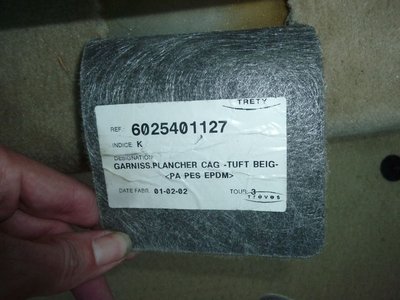 TRETY
REF: 6025401127
INDICE: K
DESIGNATION:
GARNISS.PLANCHER CAG -TUFT BEIG-
<PA PES EPDM>
DATE FABR. 01-02-02 TOUR. 3
Treves